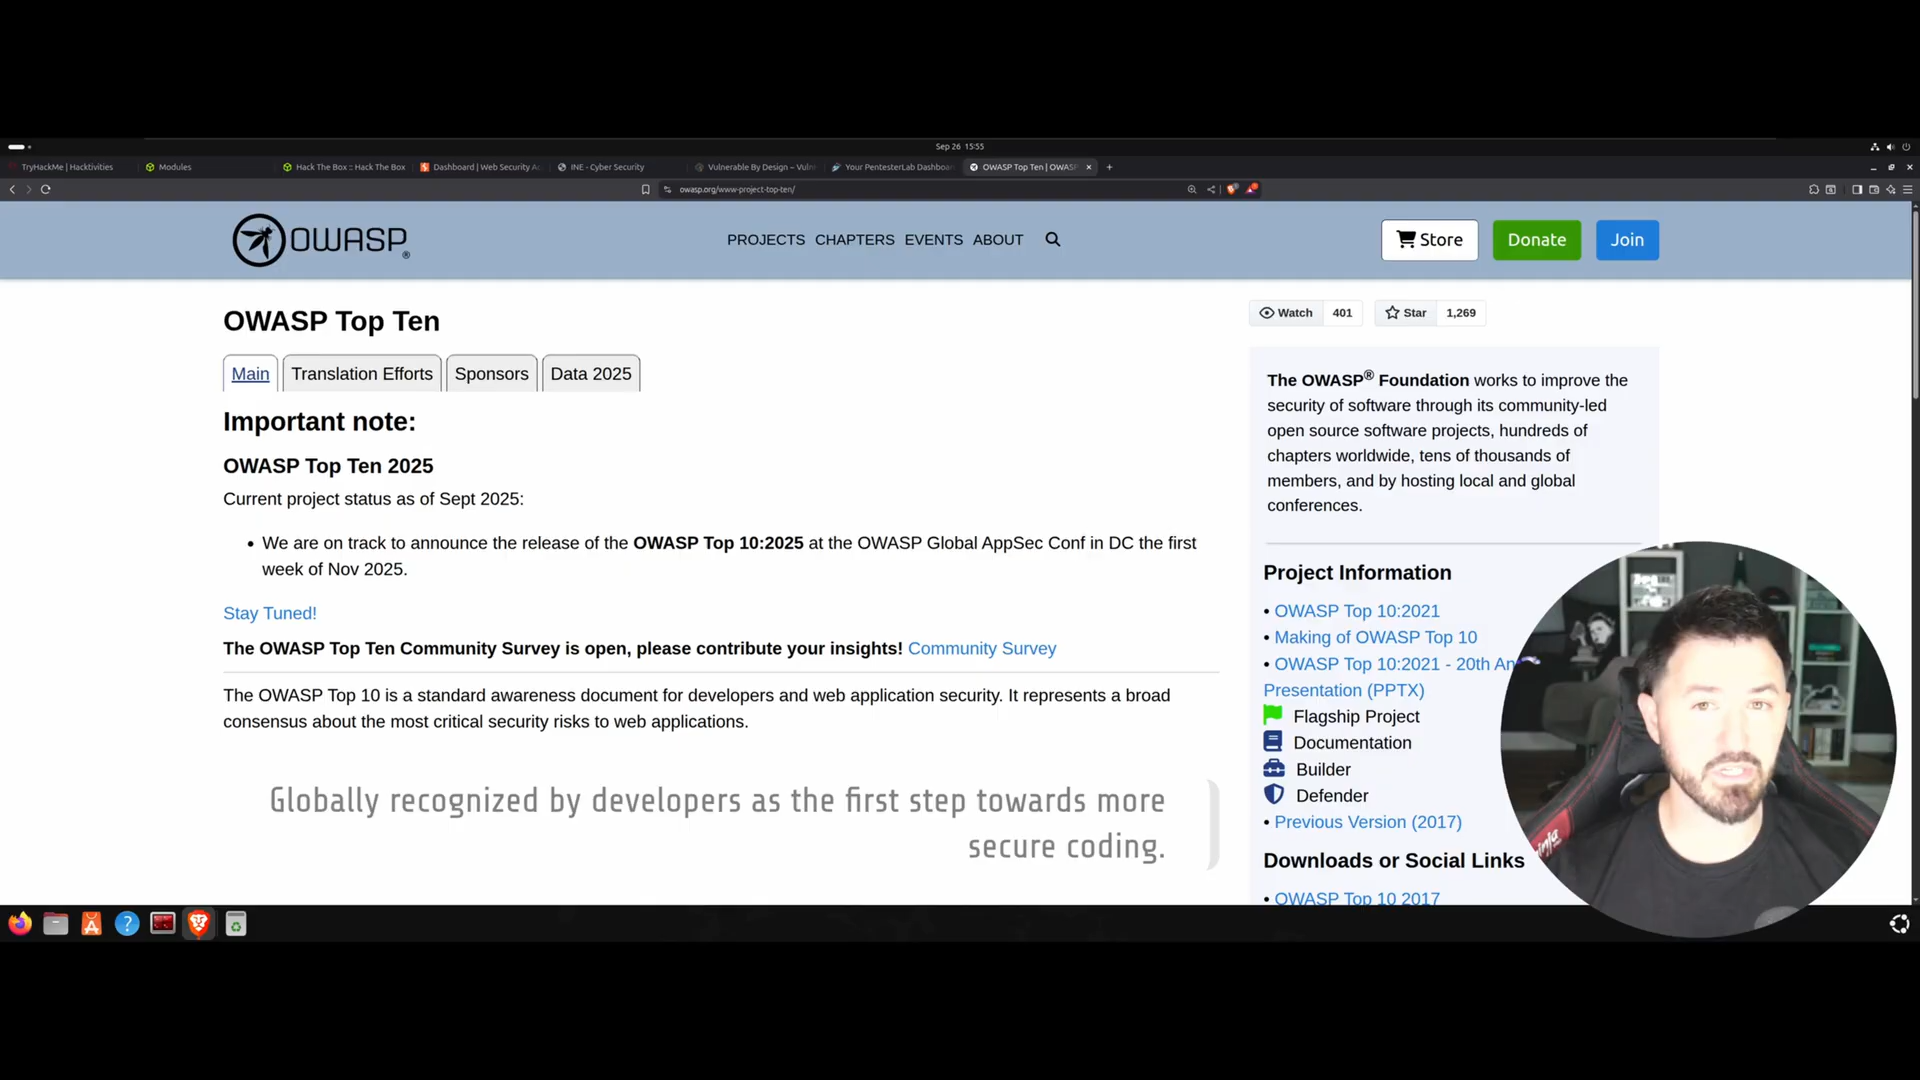 Sep 26 15:55
TryHackMe | Hacktivities
Modules
Hack The Box :: Hack The Box
Dashboard | Web Security Ac
INE - Cyber Security
Vulnerable By Design – Vuln
Your PentesterLab Dashboar
OWASP Top Ten | OWASP
owasp.org/www-project-top-ten/
OWASP
PROJECTS CHAPTERS EVENTS ABOUT
Store
Donate
Join
OWASP Top Ten
Main
Translation Efforts
Sponsors
Data 2025
Important note:
OWASP Top Ten 2025
Current project status as of Sept 2025:
• We are on track to announce the release of the OWASP Top 10:2025 at the OWASP Global AppSec Conf in DC the first
week of Nov 2025.
Stay Tuned!
The OWASP Top Ten Community Survey is open, please contribute your insights! Community Survey
The OWASP Top 10 is a standard awareness document for developers and web application security. It represents a broad
consensus about the most critical security risks to web applications.
Globally recognized by developers as the first step towards more
secure coding.
Watch 401
Star 1,269
The OWASP® Foundation works to improve the
security of software through its community-led
open source software projects, hundreds of
chapters worldwide, tens of thousands of
members, and by hosting local and global
conferences.
Project Information
• OWASP Top 10:2021
• Making of OWASP Top 10
• OWASP Top 10:2021 - 20th An
Presentation (PPTX)
Flagship Project
Documentation
Builder
Defender
• Previous Version (2017)
Downloads or Social Links
• OWASP Top 10 2017